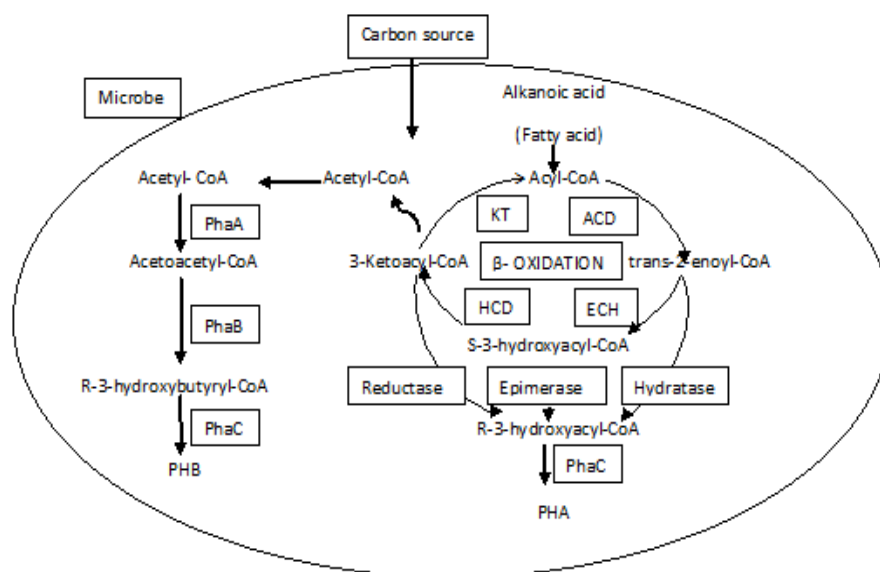 Carbon source
Microbe
Alkanoic acid
(Fatty acid)
Acetyl- CoA
Acetyl-CoA
Acyl-CoA
PhaA
KT
ACD
Acetoacetyl-CoA
3-Ketoacyl-CoA
β- OXIDATION
trans-2-enoyl-CoA
PhaB
HCD
ECH
S-3-hydroxyacyl-CoA
R-3-hydroxybutyryl-CoA
Reductase
Epimerase
Hydratase
PhaC
R-3-hydroxyacyl-CoA
PHB
PhaC
PHA